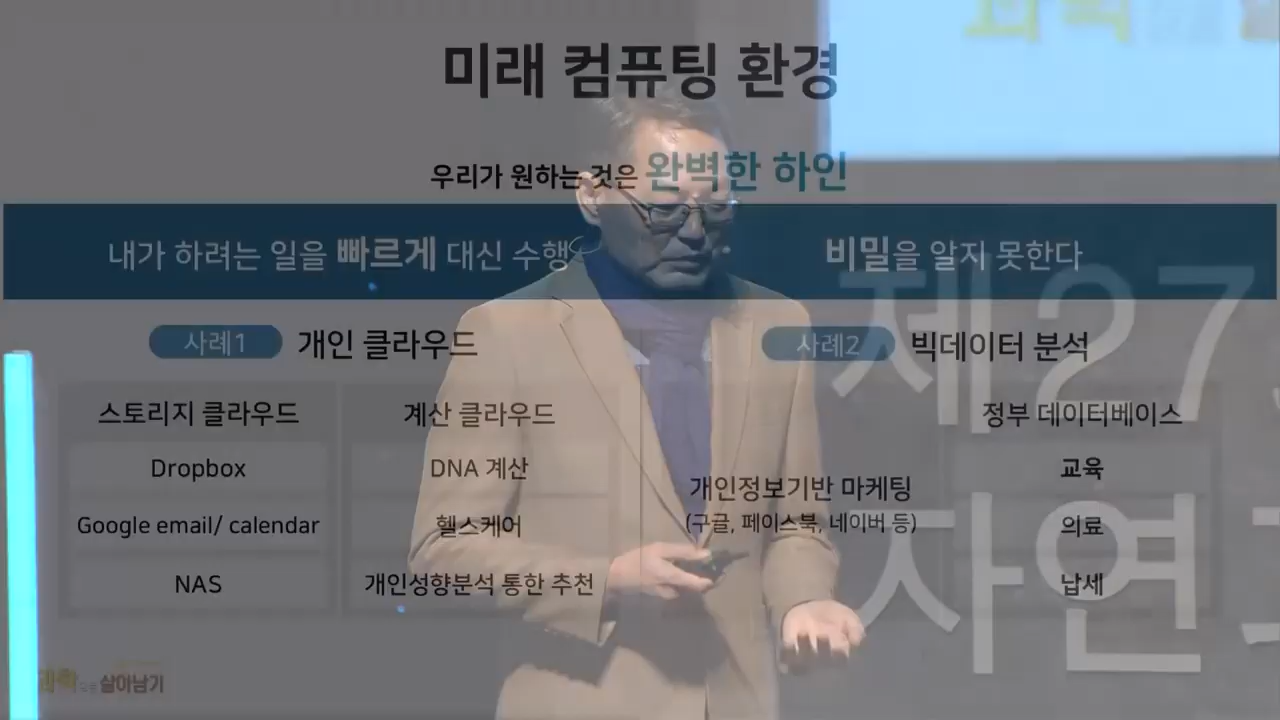 미래 컴퓨팅 환경
우리가 원하는 것은 완벽한 하인
내가 하려는 일을 빠르게 대신 수행
비밀을 알지 못한다
사례1 개인 클라우드
사례2 빅데이터 분석
스토리지 클라우드
계산 클라우드
정부 데이터베이스
Dropbox
DNA 계산
교육
개인정보기반 마케팅
(구글, 페이스북, 네이버 등)
Google email/ calendar
헬스케어
의료
NAS
개인성향분석 통한 추천
납세
제27
자연
과학
과학으로 살아남기